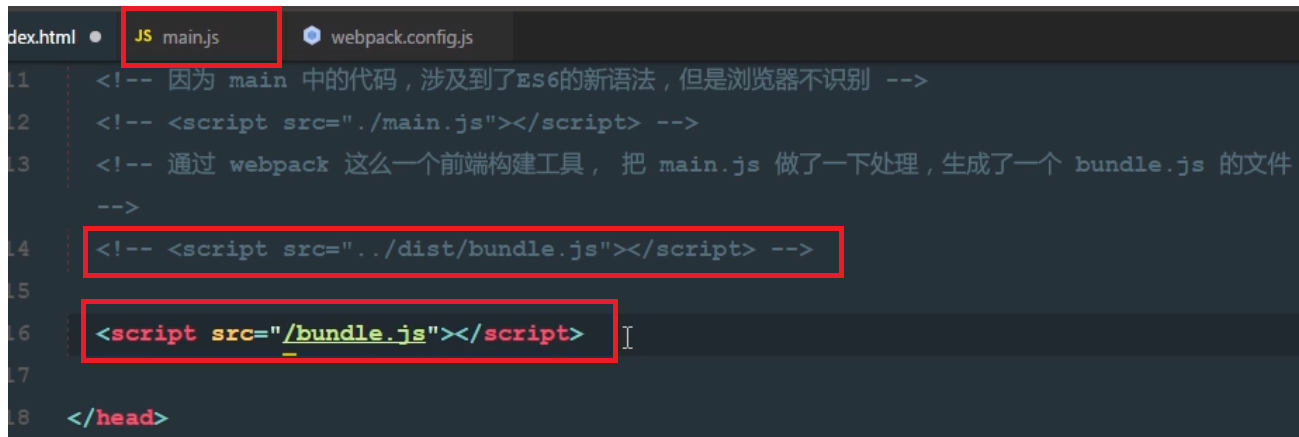 dex.html ● JS main.js webpack.config.js
11 <!-- 因为 main 中的代码，涉及到了ES6的新语法，但是浏览器不识别 -->
12 <!-- <script src="./main.js"></script> -->
13 <!-- 通过 webpack 这么一个前端构建工具， 把 main.js 做了一下处理，生成了一个 bundle.js 的文件
-->
14 <!-- <script src="../dist/bundle.js"></script> -->
15
16 <script src="/bundle.js"></script>
17
18 </head>